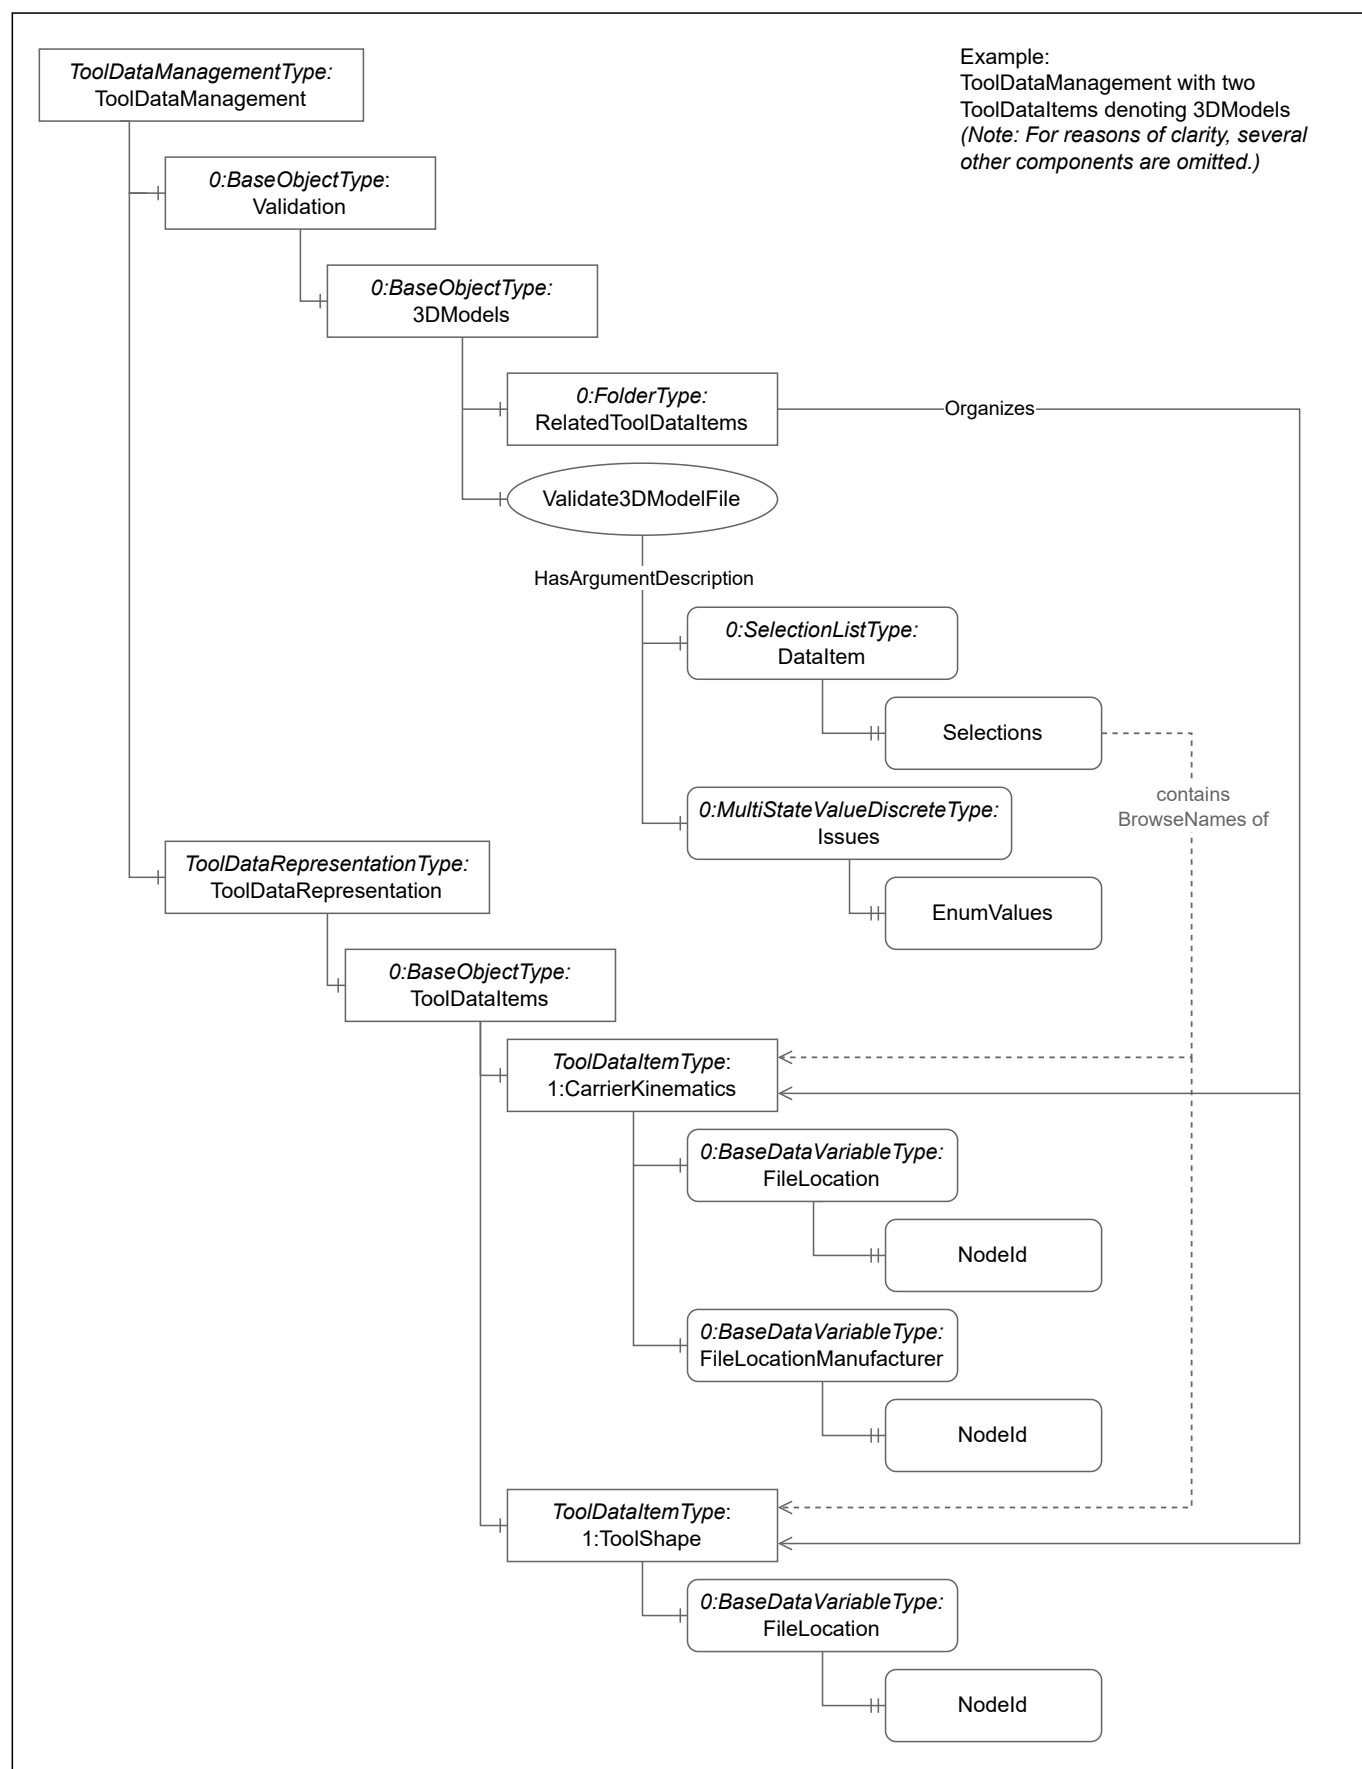 ToolDataManagementType:
ToolDataManagement
Example:
ToolDataManagement with two
ToolDataItems denoting 3DModels
(Note: For reasons of clarity, several
other components are omitted.)
0:BaseObjectType:
Validation
0:BaseObjectType:
3DModels
0:FolderType:
RelatedToolDataItems
Organizes
Validate3DModelFile
HasArgumentDescription
0:SelectionListType:
DataItem
Selections
contains
BrowseNames of
0:MultiStateValueDiscreteType:
Issues
EnumValues
ToolDataRepresentationType:
ToolDataRepresentation
0:BaseObjectType:
ToolDataItems
ToolDataItemType:
1:CarrierKinematics
0:BaseDataVariableType:
FileLocation
NodeId
0:BaseDataVariableType:
FileLocationManufacturer
NodeId
ToolDataItemType:
1:ToolShape
0:BaseDataVariableType:
FileLocation
NodeId